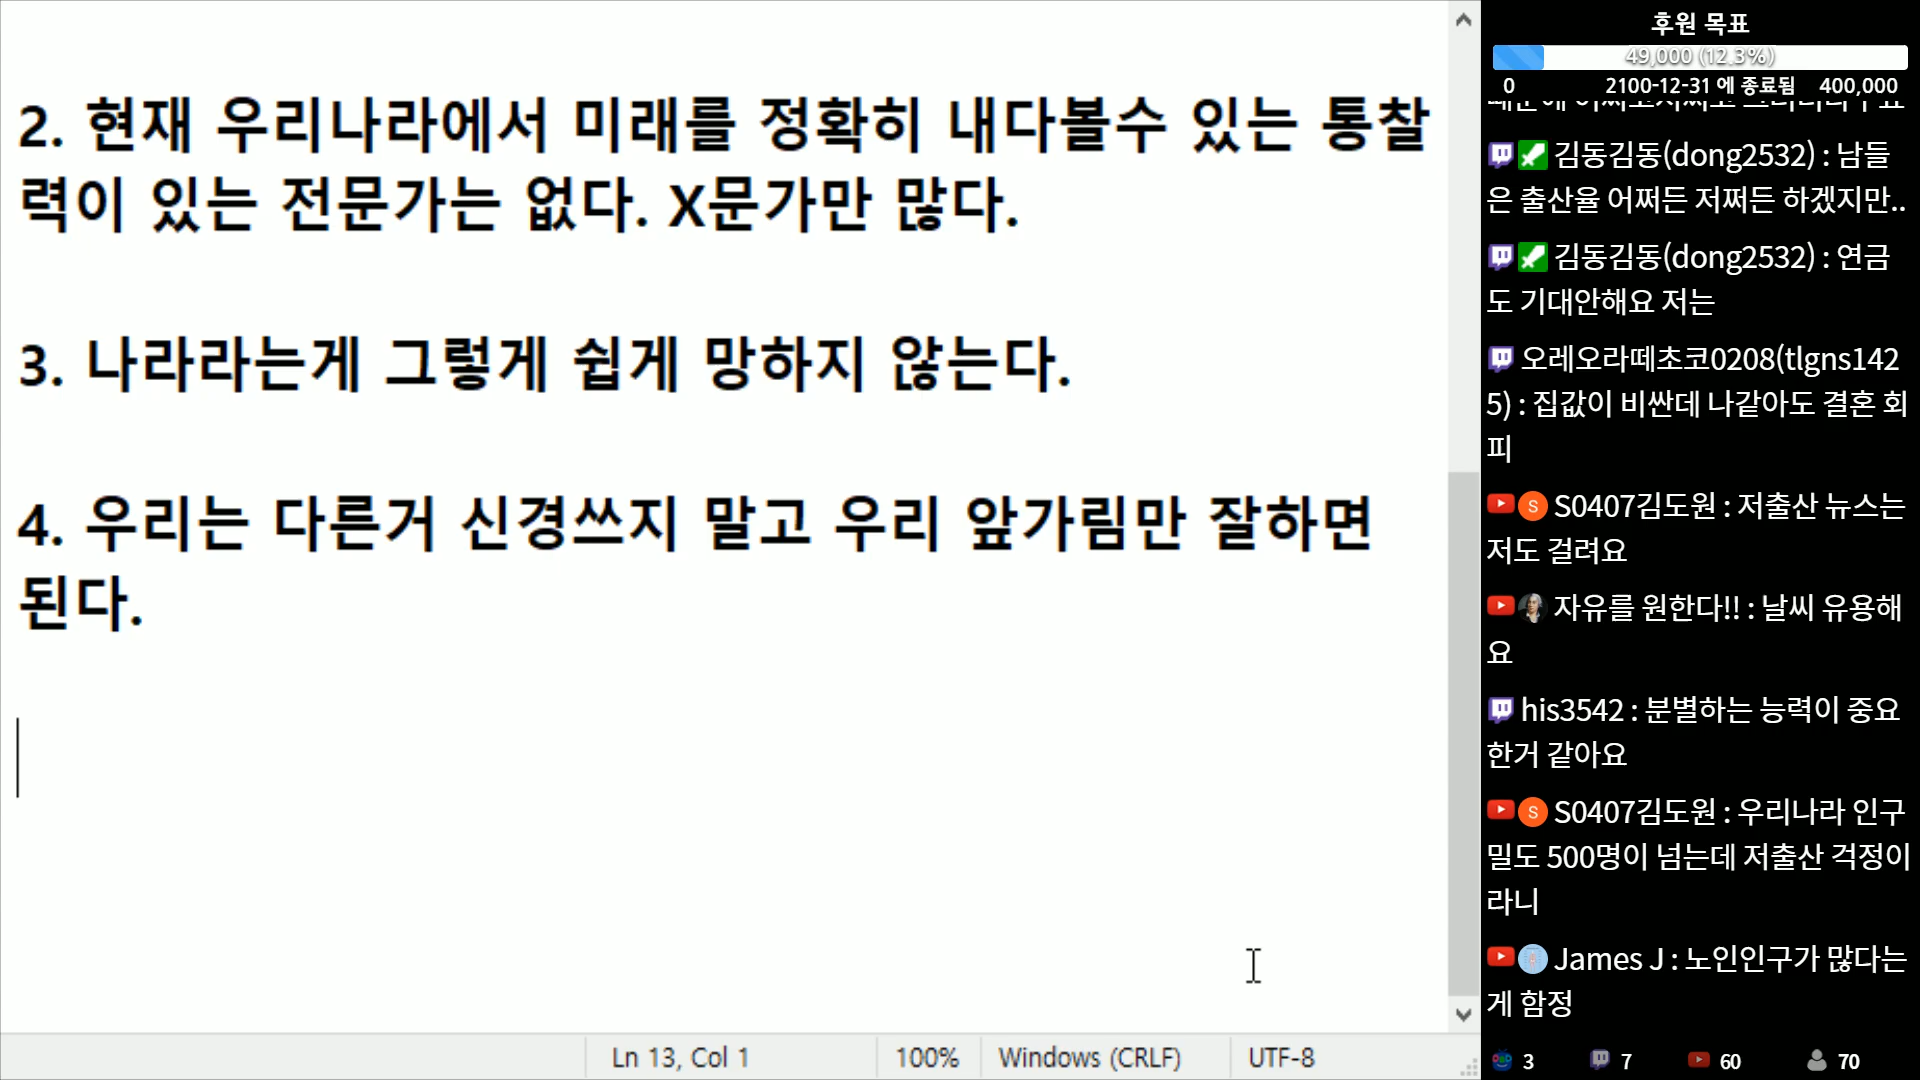 2. 현재 우리나라에서 미래를 정확히 내다볼수 있는 통찰
력이 있는 전문가는 없다. X문가만 많다.
3. 나라라는게 그렇게 쉽게 망하지 않는다.
4. 우리는 다른거 신경쓰지 말고 우리 앞가림만 잘하면
된다.
Ln 13, Col 1
100%
Windows (CRLF)
UTF-8
후원 목표
49,000 (12.3%)
0 2100-12-31 에 종료됨 400,000
김동김동(dong2532) : 남들
은 출산율 어쩌든 저쩌든 하겠지만..
김동김동(dong2532) : 연금
도 기대안해요 저는
오레오라떼초코0208(tlgns142
5) : 집값이 비싼데 나같아도 결혼 회
피
S0407김도원 : 저출산 뉴스는
저도 걸려요
자유를 원한다!! : 날씨 유용해
요
his3542 : 분별하는 능력이 중요
한거 같아요
S0407김도원 : 우리나라 인구
밀도 500명이 넘는데 저출산 걱정이
라니
James J : 노인인구가 많다는
게 함정
3 7 60 70